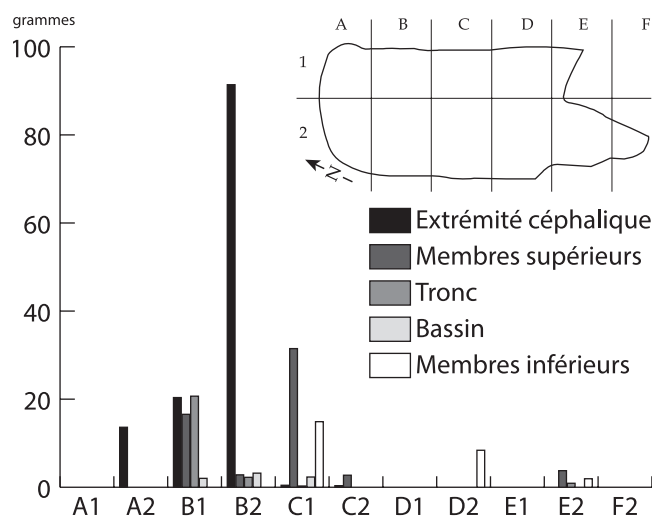 grammes
A B C D E F
100
1
80
2
N
Extrémité céphalique
60
Membres supérieurs
Tronc
40
Bassin
Membres inférieurs
20
0
A1 A2 B1 B2 C1 C2 D1 D2 E1 E2 F2